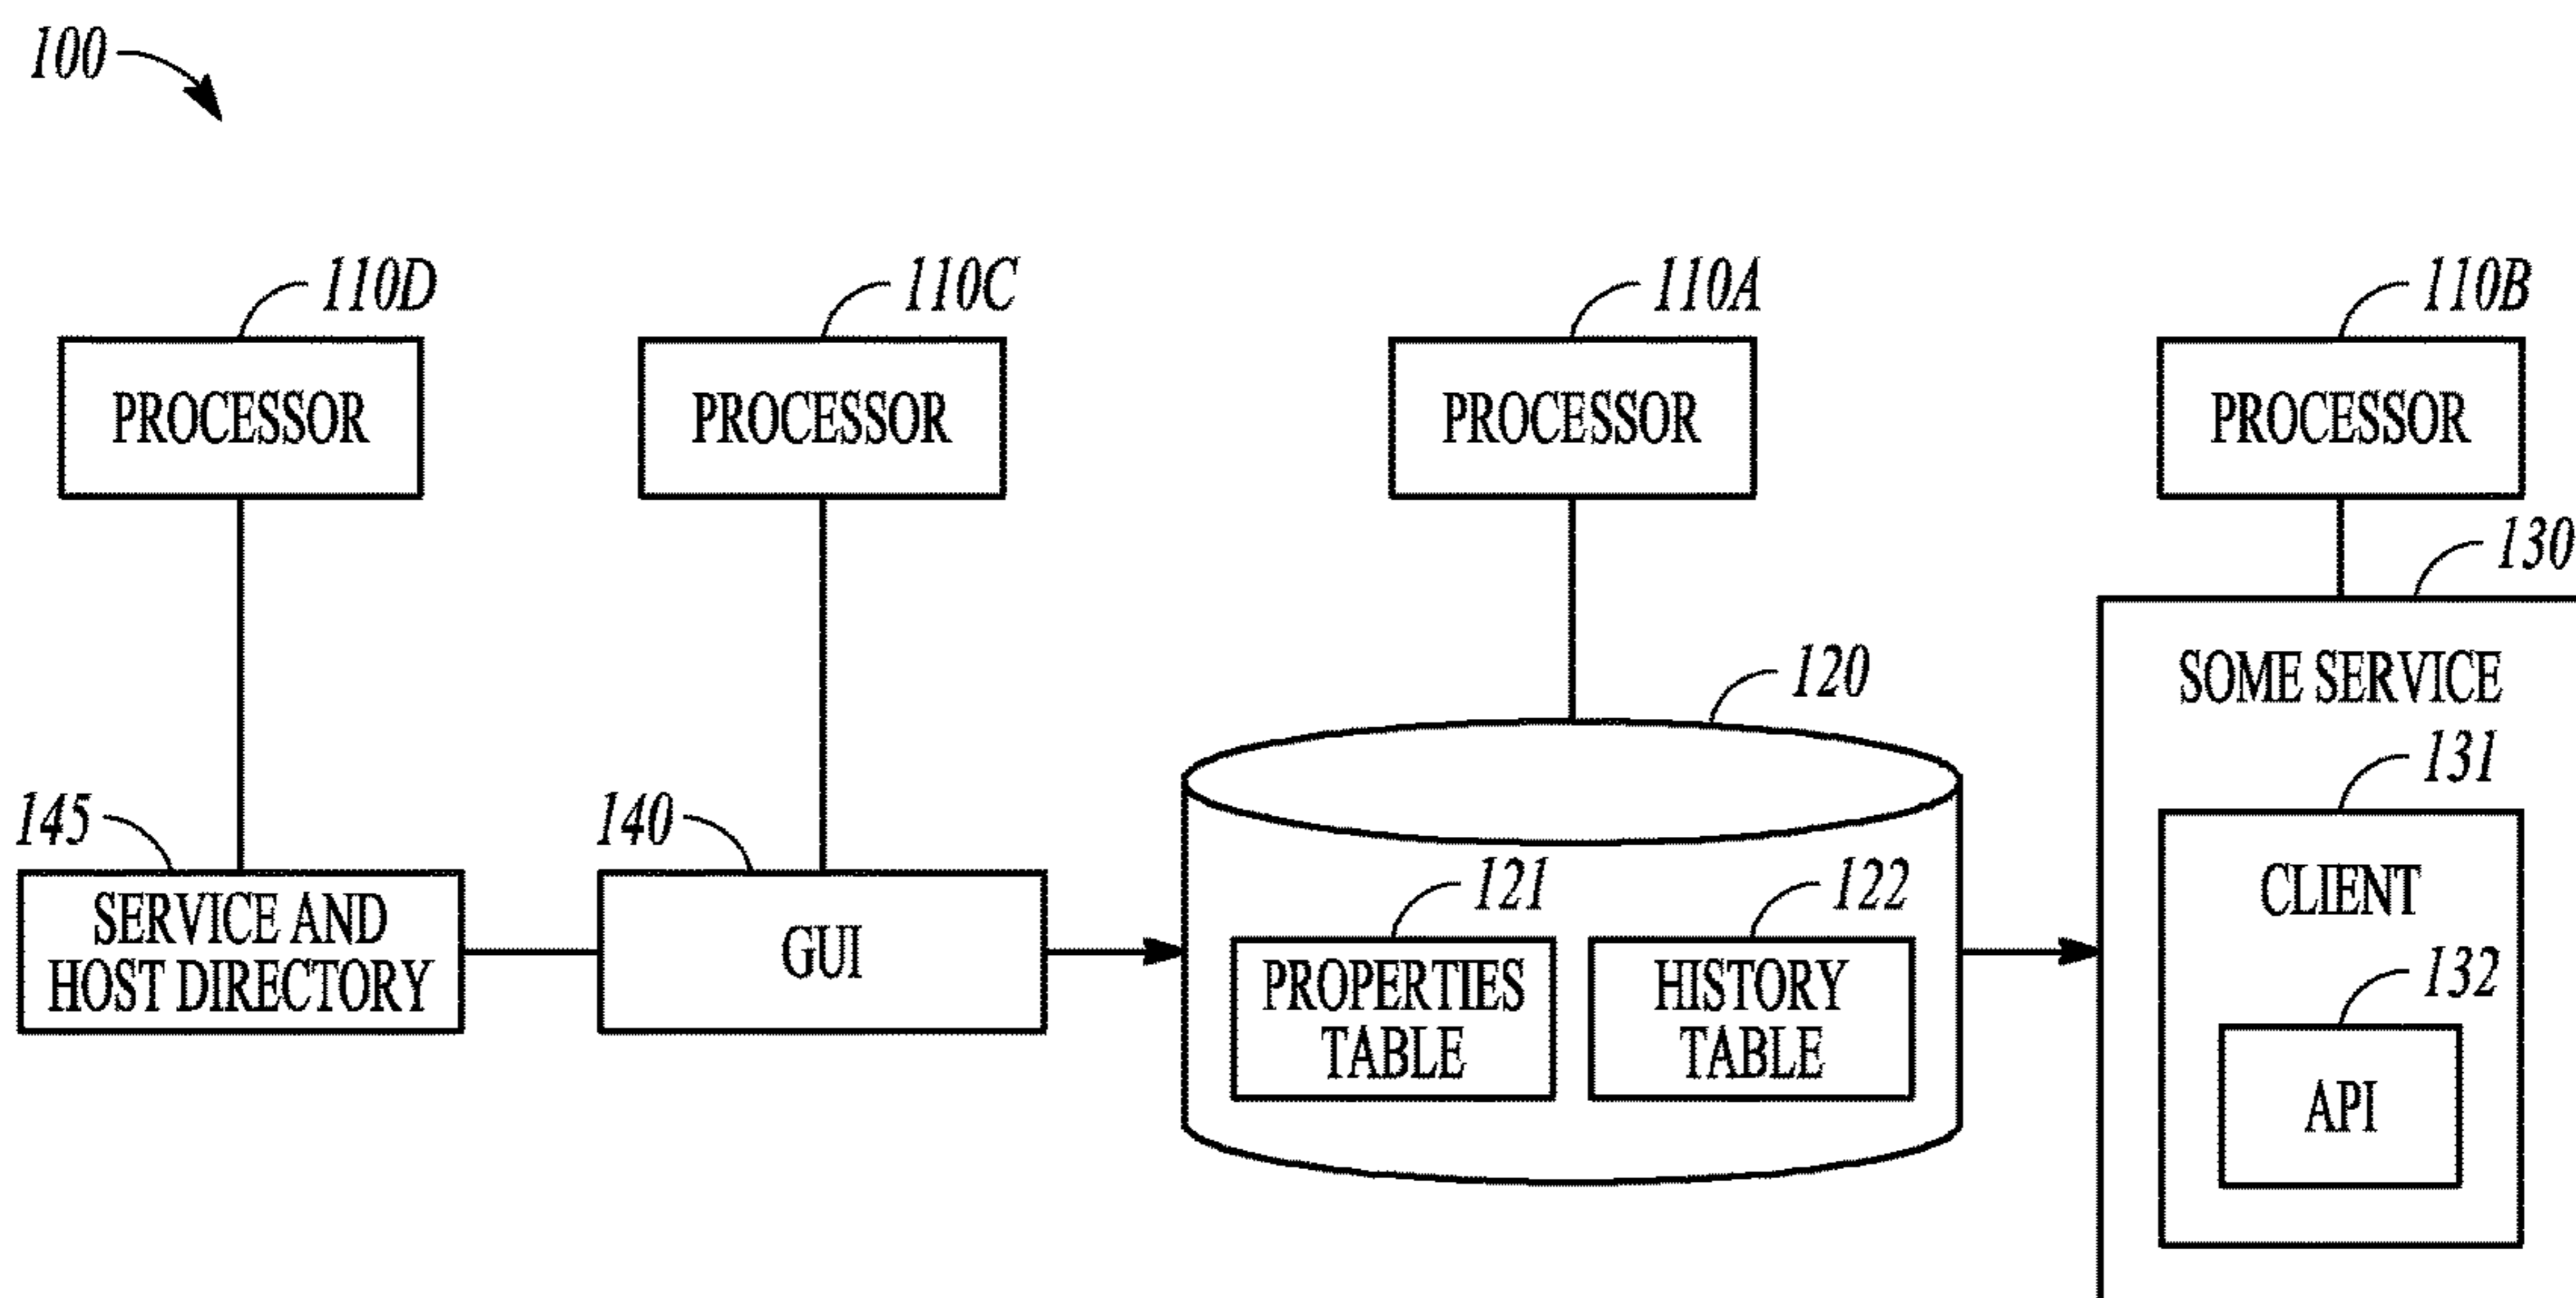 100
110D
110C
110A
110B
PROCESSOR
PROCESSOR
PROCESSOR
PROCESSOR
130
SOME SERVICE
120
131
145
140
CLIENT
121
122
SERVICE AND
HOST DIRECTORY
GUI
PROPERTIES
TABLE
HISTORY
TABLE
132
API